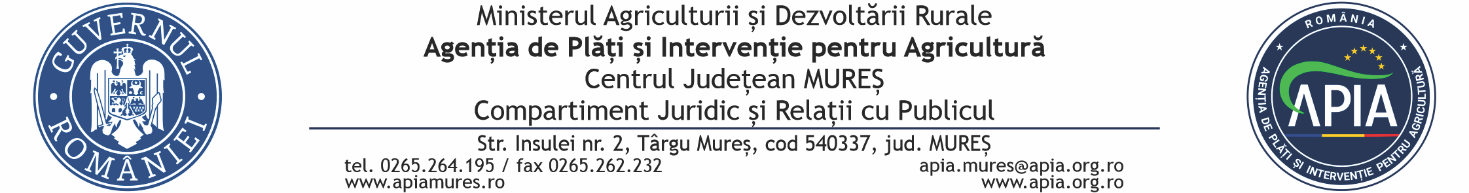 GUVERNUL ROMÂNIEI
Ministerul Agriculturii și Dezvoltării Rurale
Agenția de Plăți și Intervenție pentru Agricultură
Centrul Județean MUREȘ
Compartiment Juridic și Relații cu Publicul
Str. Insulei nr. 2, Târgu Mureș, cod 540337, jud. MUREȘ
tel. 0265.264.195 / fax 0265.262.232 apia.mures@apia.org.ro
www.apiamures.ro www.apia.org.ro
ROMÂNIA
APIA
AGENȚIA DE PLĂȚI ȘI INTERVENȚIE PENTRU AGRICULTURĂ